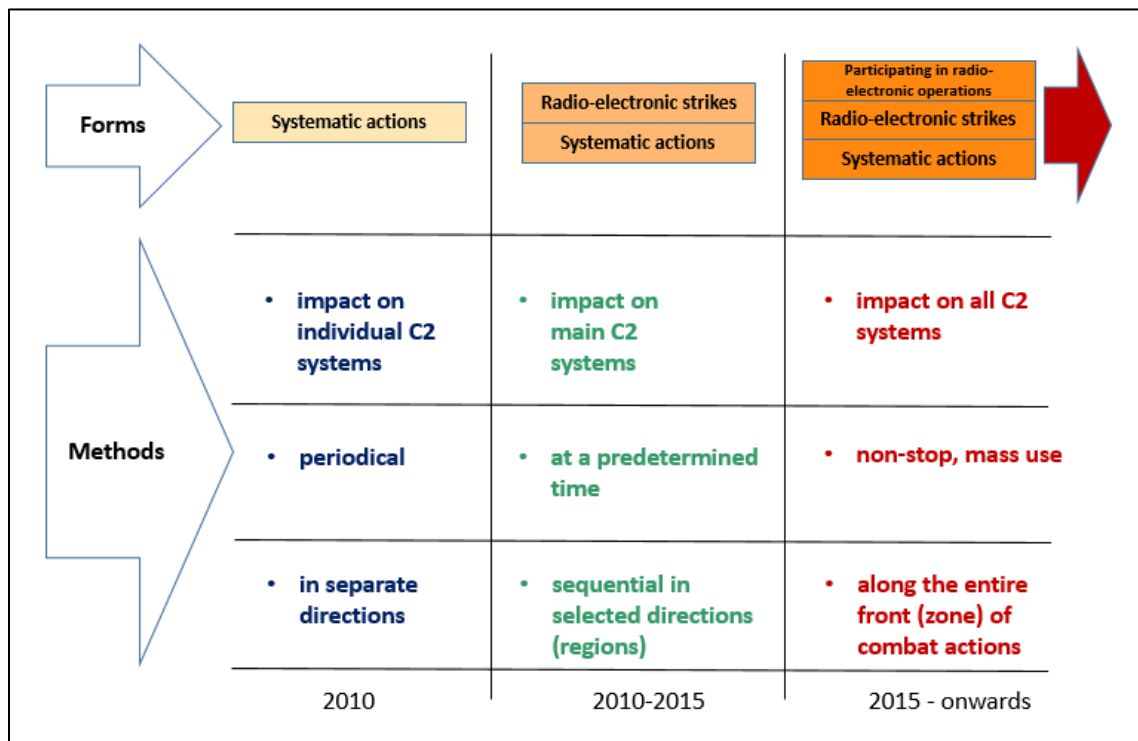 Forms
Systematic actions
Radio-electronic strikes
Systematic actions
Participating in radio-
electronic operations
Radio-electronic strikes
Systematic actions
Methods
• impact on
individual C2
systems
• impact on
main C2
systems
• impact on all C2
systems
• periodical
• at a predetermined
time
• non-stop, mass use
• in separate
directions
• sequential in
selected directions
(regions)
• along the entire
front (zone) of
combat actions
2010
2010-2015
2015 - onwards